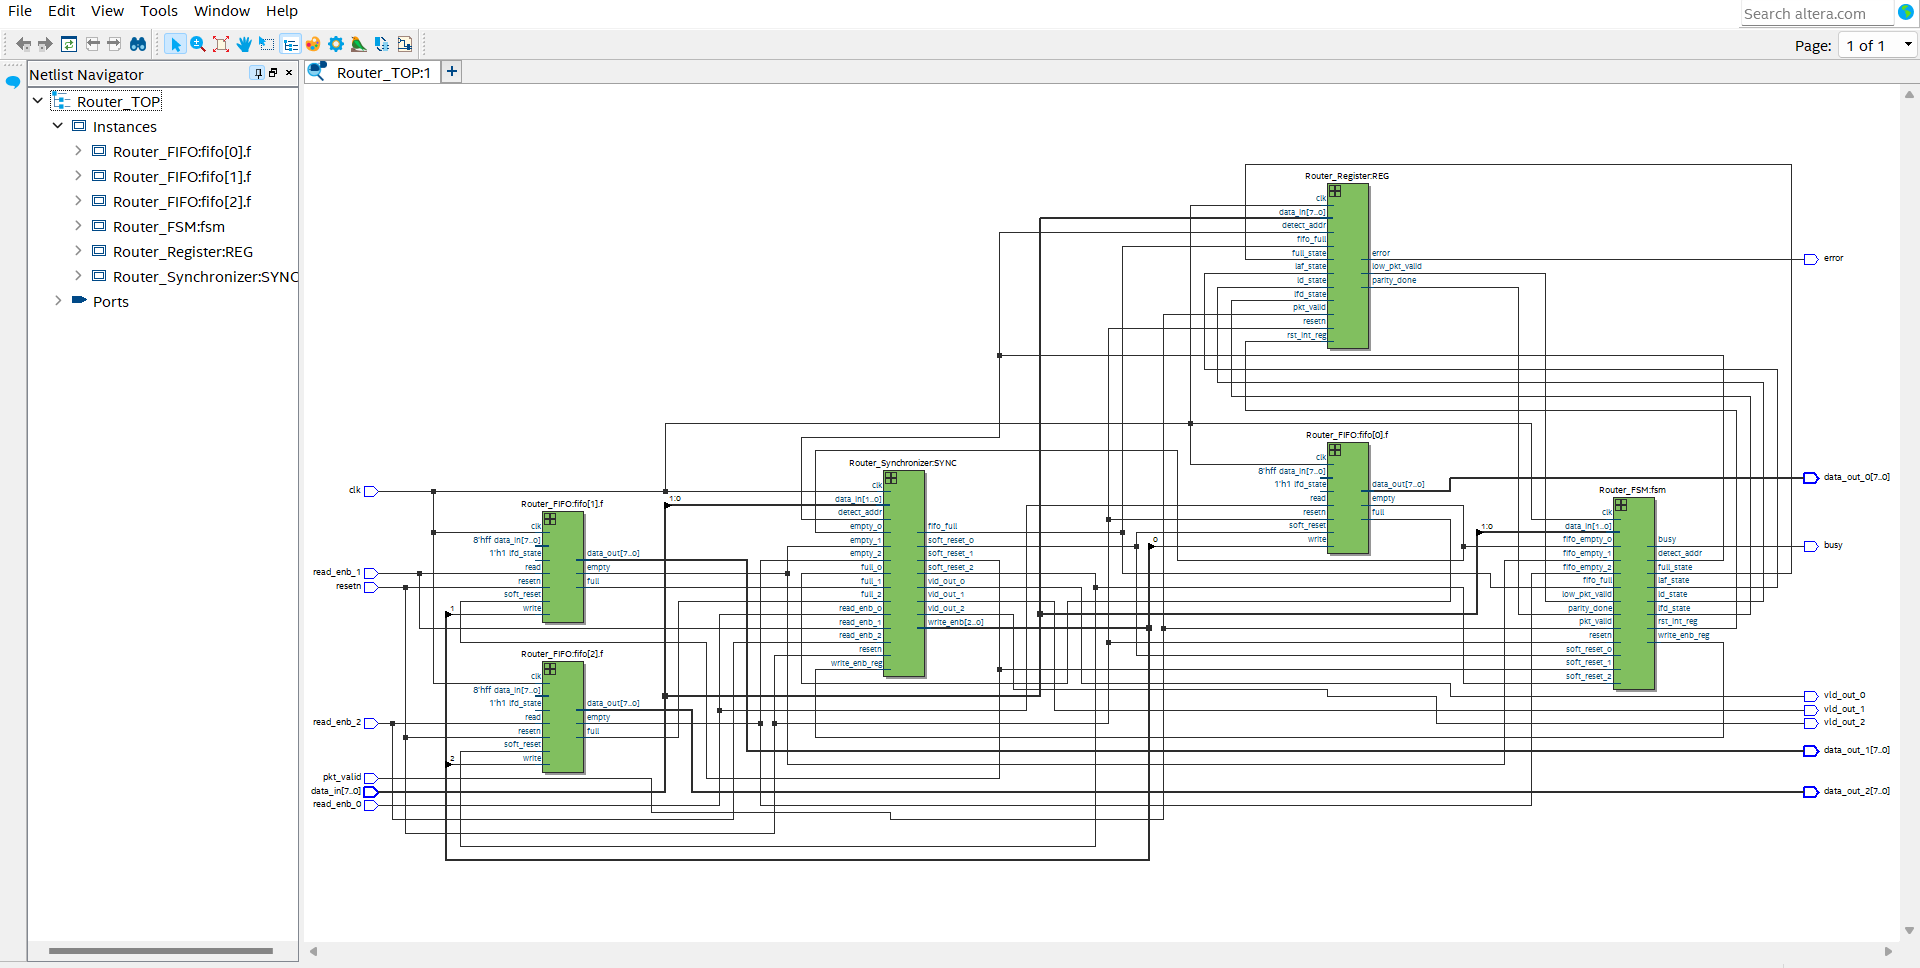 File Edit View Tools Window Help
Search altera.com
Page: 1 of 1
Netlist Navigator
Router_TOP:1
Router_TOP
Instances
Router_FIFO:fifo[0].f
Router_FIFO:fifo[1].f
Router_FIFO:fifo[2].f
Router_FSM:fsm
Router_Register:REG
Router_Synchronizer:SYNC
Ports
clk
read_enb_1
resetn
read_enb_2
pkt_valid
data_in[7..0]
read_enb_0
Router_FIFO:fifo[1].f
clk
8'hff data_in[7..0]
1'h1 lfd_state
read
resetn
soft_reset
write
data_out[7..0]
empty
full
1
Router_FIFO:fifo[2].f
clk
8'hff data_in[7..0]
1'h1 lfd_state
read
resetn
soft_reset
write
data_out[7..0]
empty
full
2
1:0
Router_Synchronizer:SYNC
clk
data_in[1..0]
detect_addr
empty_0
empty_1
empty_2
full_0
full_1
full_2
read_enb_0
read_enb_1
read_enb_2
resetn
write_enb_reg
fifo_full
soft_reset_0
soft_reset_1
soft_reset_2
vld_out_0
vld_out_1
vld_out_2
write_enb[2..0]
Router_Register:REG
clk
data_in[7..0]
detect_addr
fifo_full
full_state
laf_state
ld_state
lfd_state
pkt_valid
resetn
rst_int_reg
error
low_pkt_valid
parity_done
Router_FIFO:fifo[0].f
clk
8'hff data_in[7..0]
1'h1 lfd_state
read
resetn
soft_reset
write
data_out[7..0]
empty
full
0
1:0
Router_FSM:fsm
clk
data_in[1..0]
fifo_empty_0
fifo_empty_1
fifo_empty_2
fifo_full
low_pkt_valid
parity_done
pkt_valid
resetn
soft_reset_0
soft_reset_1
soft_reset_2
busy
detect_addr
full_state
laf_state
ld_state
lfd_state
rst_int_reg
write_enb_reg
error
data_out_0[7..0]
busy
vld_out_0
vld_out_1
vld_out_2
data_out_1[7..0]
data_out_2[7..0]